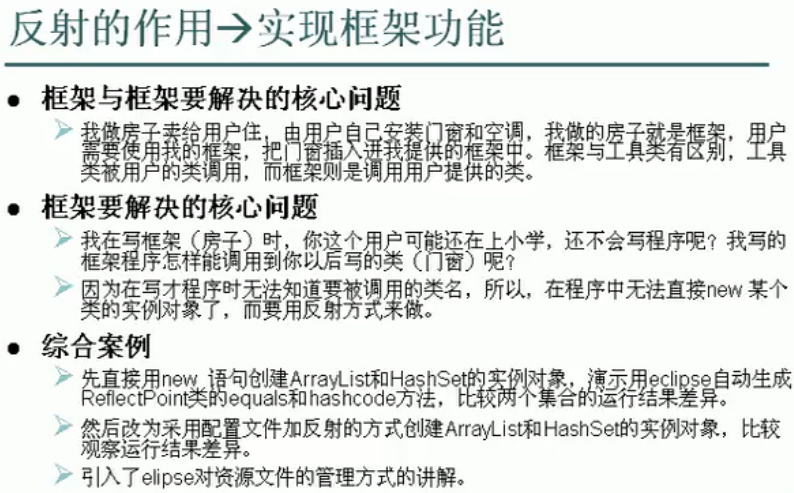 反射的作用→实现框架功能
框架与框架要解决的核心问题
我做房子卖给用户住，由用户自己安装门窗和空调，我做的房子就是框架，用户
需要使用我的框架，把门窗插入进我提供的框架中。框架与工具类有区别，工具
类被用户的类调用，而框架则是调用用户提供的类。
框架要解决的核心问题
我在写框架（房子）时，你这个用户可能还在上小学，还不会写程序呢？我写的
框架程序怎样能调用到你以后写的类（门窗）呢？
因为在写才程序时无法知道要被调用的类名，所以，在程序中无法直接new 某个
类的实例对象了，而要用反射方式来做。
综合案例
先直接用new 语句创建ArrayList和HashSet的实例对象，演示用eclipse自动生成
ReflectPoint类的equals和hashcode方法，比较两个集合的运行结果差异。
然后改为采用配置文件加反射的方式创建ArrayList和HashSet的实例对象，比较
观察运行结果差异。
引入了elipse对资源文件的管理方式的讲解。